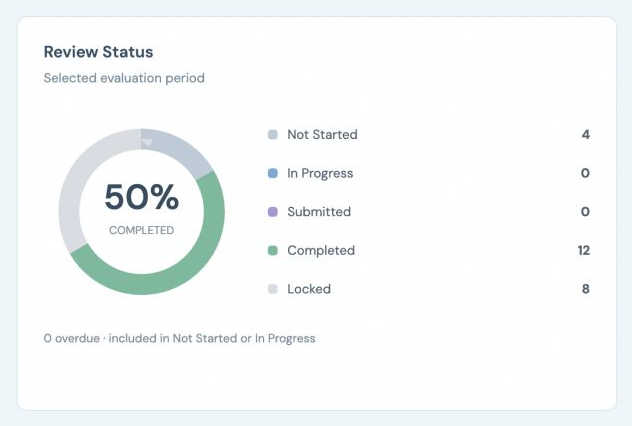 Review Status
Selected evaluation period
50%
COMPLETED
Not Started 4
In Progress 0
Submitted 0
Completed 12
Locked 8
0 overdue · included in Not Started or In Progress